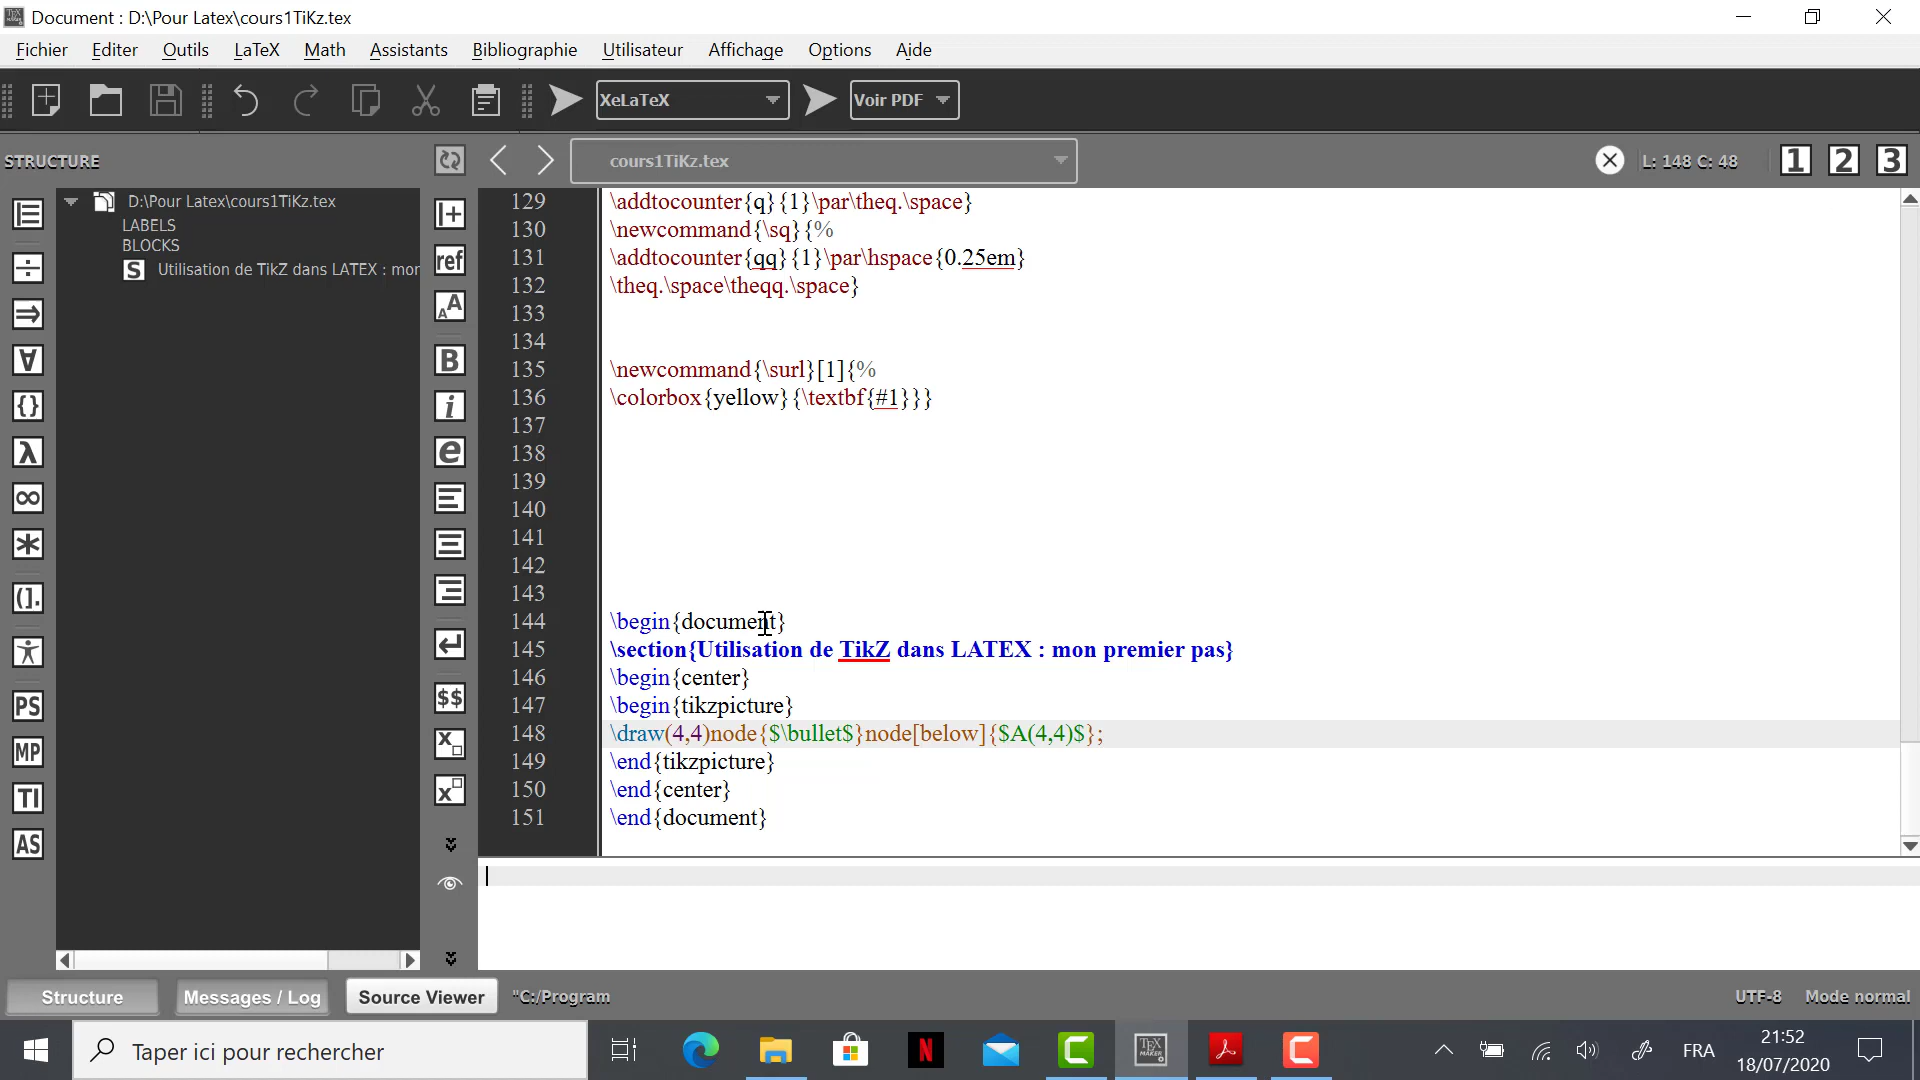 Document : D:\Pour Latex\cours1TiKz.tex
Fichier Editer Outils LaTeX Math Assistants Bibliographie Utilisateur Affichage Options Aide
XeLaTeX Voir PDF
STRUCTURE cours1TiKz.tex L: 148 C: 48 1 2 3
D:\Pour Latex\cours1TiKz.tex
LABELS
BLOCKS
S Utilisation de TikZ dans LATEX : mor
ref
B
PS
MP
TI
AS
$$
129 \addtocounter{q}{1}\par\theq.\space}
130 \newcommand{\sq}{%
131 \addtocounter{qq}{1}\par\hspace{0.25em}
132 \theq.\space\theqq.\space}
133
134
135 \newcommand{\surl}[1]{%
136 \colorbox{yellow}{\textbf{#1}}}
137
138
139
140
141
142
143
144 \begin{document}
145 \section{Utilisation de TikZ dans LATEX : mon premier pas}
146 \begin{center}
147 \begin{tikzpicture}
148 \draw(4,4)node{$\bullet$}node[below]{$A(4,4)$};
149 \end{tikzpicture}
150 \end{center}
151 \end{document}
Structure Messages / Log Source Viewer "C:/Program UTF-8 Mode normal
Taper ici pour rechercher
FRA
21:52
18/07/2020